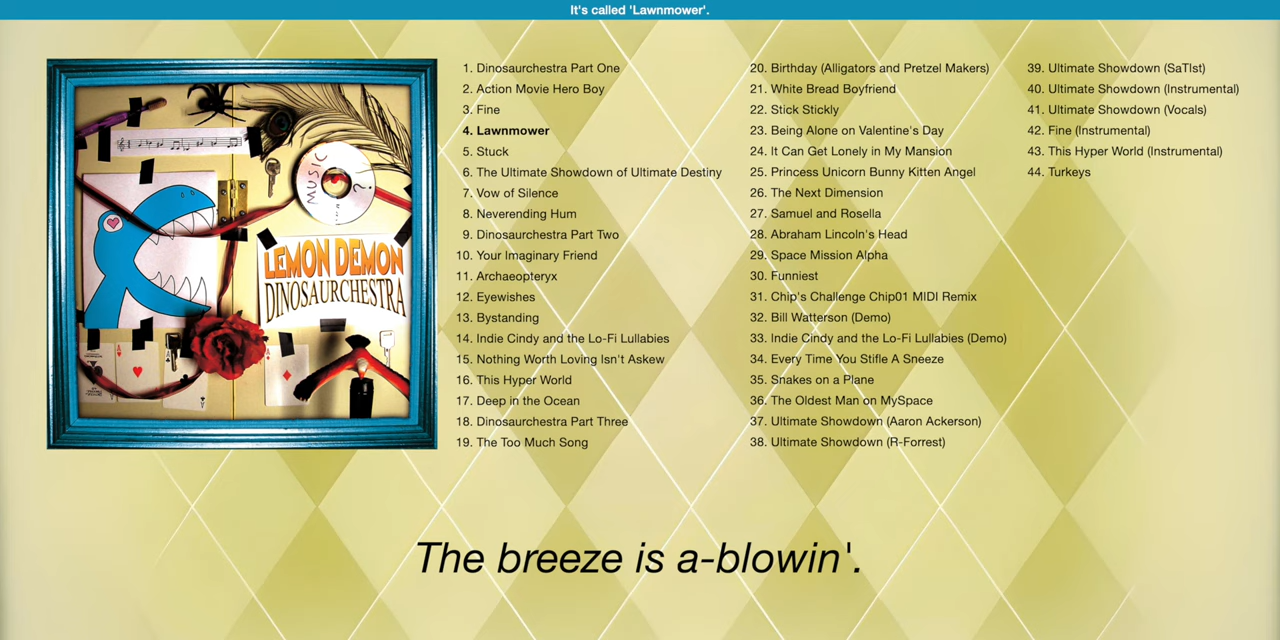 It's called 'Lawnmower'.
MUSIC
LEMON DEMON
DINOSAURCHESTRA
1. Dinosaurchestra Part One
2. Action Movie Hero Boy
3. Fine
4. Lawnmower
5. Stuck
6. The Ultimate Showdown of Ultimate Destiny
7. Vow of Silence
8. Neverending Hum
9. Dinosaurchestra Part Two
10. Your Imaginary Friend
11. Archaeopteryx
12. Eyewishes
13. Bystanding
14. Indie Cindy and the Lo-Fi Lullabies
15. Nothing Worth Loving Isn't Askew
16. This Hyper World
17. Deep in the Ocean
18. Dinosaurchestra Part Three
19. The Too Much Song
20. Birthday (Alligators and Pretzel Makers)
21. White Bread Boyfriend
22. Stick Stickly
23. Being Alone on Valentine's Day
24. It Can Get Lonely in My Mansion
25. Princess Unicorn Bunny Kitten Angel
26. The Next Dimension
27. Samuel and Rosella
28. Abraham Lincoln's Head
29. Space Mission Alpha
30. Funniest
31. Chip's Challenge Chip01 MIDI Remix
32. Bill Watterson (Demo)
33. Indie Cindy and the Lo-Fi Lullabies (Demo)
34. Every Time You Stifle A Sneeze
35. Snakes on a Plane
36. The Oldest Man on MySpace
37. Ultimate Showdown (Aaron Ackerson)
38. Ultimate Showdown (R-Forrest)
39. Ultimate Showdown (SaTIst)
40. Ultimate Showdown (Instrumental)
41. Ultimate Showdown (Vocals)
42. Fine (Instrumental)
43. This Hyper World (Instrumental)
44. Turkeys
The breeze is a-blowin'.